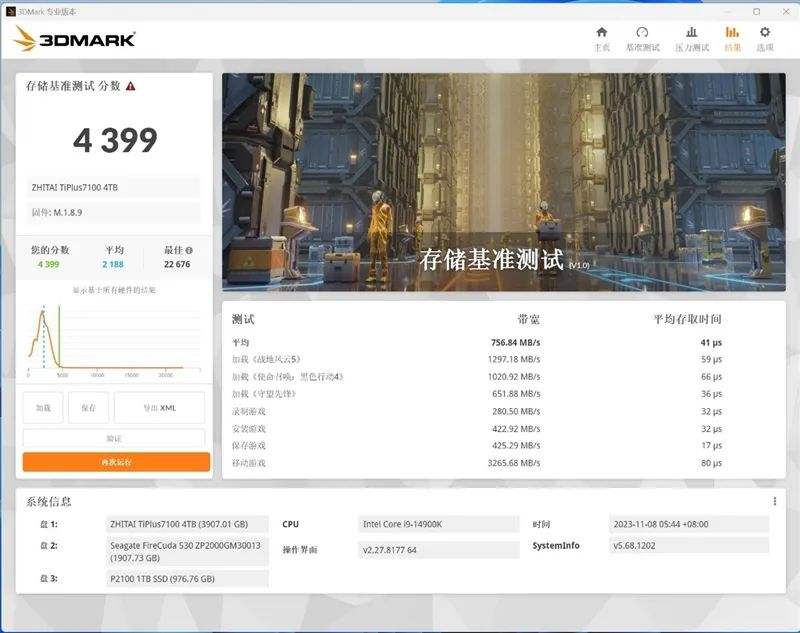 3DMark 专业版本
3DMARK
主页 基准测试 压力测试 结果 选项
存储基准测试 分数
4 399
ZHITAI TiPlus7100 4TB
固件: M.1.8.9
您的分数 平均 最佳
4 399 2 188 22 676
显示基于所有硬件的结果
0 5000 10000 15000 20000
加载 保存 导出 XML
验证
再次运行
存储基准测试 (V1.0)
测试 带宽 平均存取时间
平均 756.84 MB/s 41 µs
加载《战地风云5》 1297.18 MB/s 59 µs
加载《使命召唤：黑色行动4》 1020.92 MB/s 66 µs
加载《守望先锋》 651.88 MB/s 36 µs
录制游戏 280.50 MB/s 32 µs
安装游戏 422.92 MB/s 32 µs
保存游戏 425.29 MB/s 17 µs
移动游戏 3265.68 MB/s 80 µs
系统信息
盘 1: ZHITAI TiPlus7100 4TB (3907.01 GB) CPU Intel Core i9-14900K 时间 2023-11-08 05:44 +08:00
盘 2: Seagate FireCuda 530 ZP2000GM30013 (1907.73 GB) 操作界面 v2.27.8177 64 SystemInfo v5.68.1202
盘 3: P2100 1TB SSD (976.76 GB)